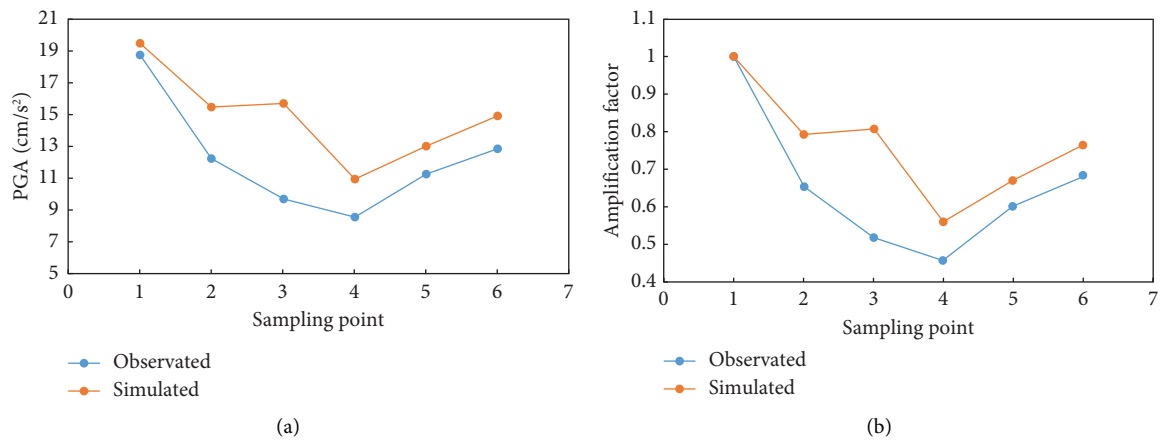 21
19
17
15
13
11
9
7
5
PGA (cm/s²)
0 1 2 3 4 5 6 7
Sampling point
Observated
Simulated
(a)
1.1
1
0.9
0.8
0.7
0.6
0.5
0.4
Amplification factor
0 1 2 3 4 5 6 7
Sampling point
Observated
Simulated
(b)